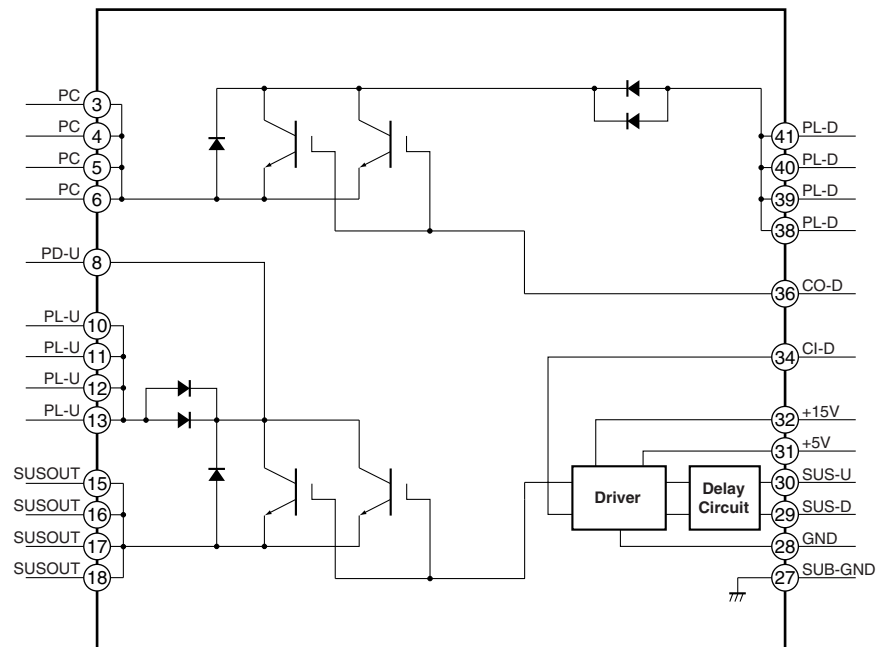 PC 3
PC 4
PC 5
PC 6
PD-U 8
PL-U 10
PL-U 11
PL-U 12
PL-U 13
SUSOUT 15
SUSOUT 16
SUSOUT 17
SUSOUT 18
41 PL-D
40 PL-D
39 PL-D
38 PL-D
36 CO-D
34 CI-D
32 +15V
31 +5V
30 SUS-U
29 SUS-D
28 GND
27 SUB-GND
Driver
Delay
Circuit